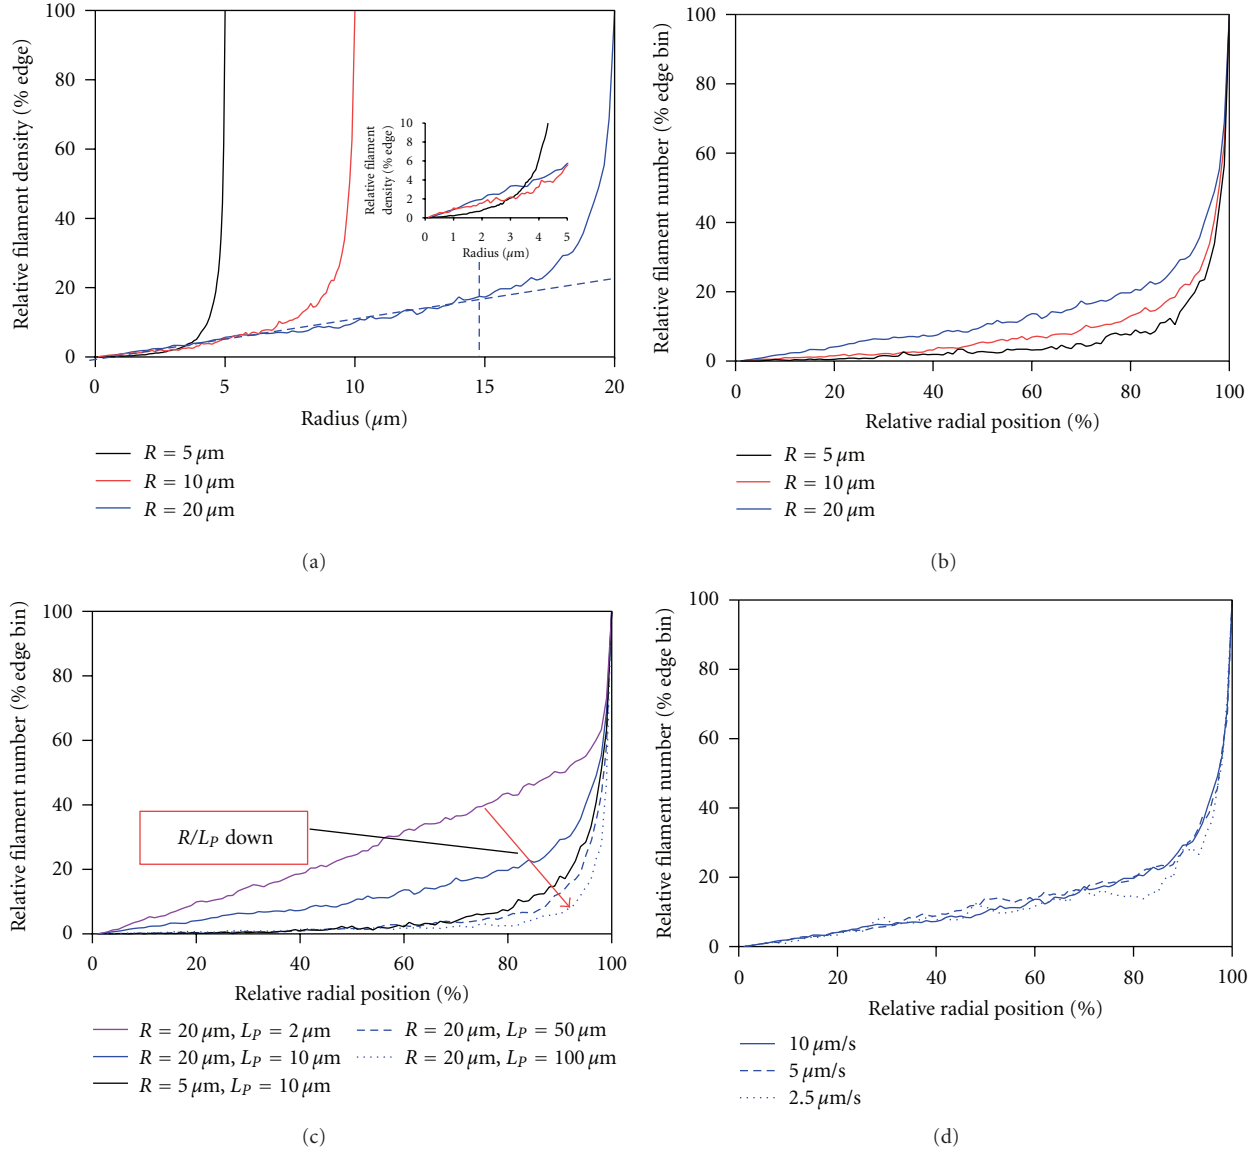 Relative filament density (% edge)
100
80
60
40
20
0
0
5
10
15
20
Radius (µm)
Relative filament
density (% edge)
10
8
6
4
2
0
0
1
2
3
4
5
Radius (µm)
R = 5 µm
R = 10 µm
R = 20 µm
(a)
Relative filament number (% edge bin)
100
80
60
40
20
0
0
20
40
60
80
100
Relative radial position (%)
R = 5 µm
R = 10 µm
R = 20 µm
(b)
Relative filament number (% edge bin)
100
80
60
40
20
0
R/LP down
0
20
40
60
80
100
Relative radial position (%)
R = 20 µm, LP = 2 µm
R = 20 µm, LP = 10 µm
R = 5 µm, LP = 10 µm
R = 20 µm, LP = 50 µm
R = 20 µm, LP = 100 µm
(c)
Relative filament number (% edge bin)
100
80
60
40
20
0
0
20
40
60
80
100
Relative radial position (%)
10 µm/s
5 µm/s
2.5 µm/s
(d)